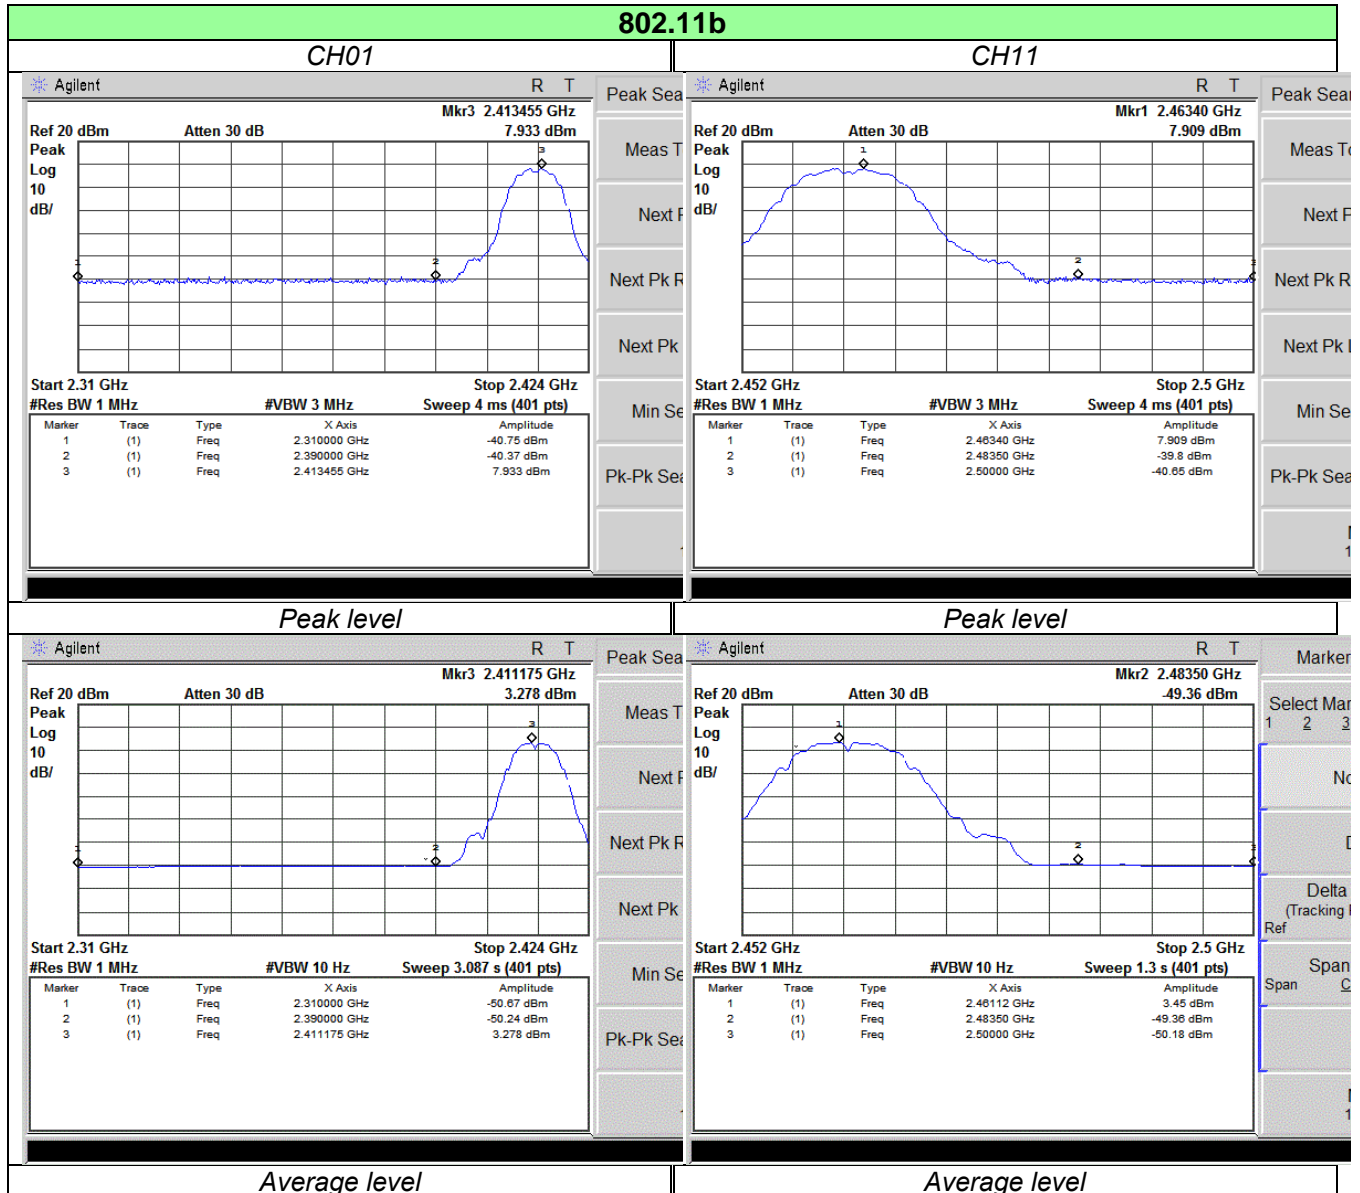 802.11b
CH01
CH11
Agilent R T
Mkr3 2.413455 GHz
Ref 20 dBm Atten 30 dB 7.933 dBm
Peak
Log
10
dB/
3
1
2
Start 2.31 GHz Stop 2.424 GHz
#Res BW 1 MHz #VBW 3 MHz Sweep 4 ms (401 pts)
Marker Trace Type X Axis Amplitude
1 (1) Freq 2.310000 GHz -40.75 dBm
2 (1) Freq 2.390000 GHz -40.37 dBm
3 (1) Freq 2.413455 GHz 7.933 dBm
Peak Sea
Meas T
Next P
Next Pk R
Next Pk
Min Se
Pk-Pk Sea
Agilent R T
Mkr1 2.46340 GHz
Ref 20 dBm Atten 30 dB 7.909 dBm
Peak
Log
10
dB/
1
2
Start 2.452 GHz Stop 2.5 GHz
#Res BW 1 MHz #VBW 3 MHz Sweep 4 ms (401 pts)
Marker Trace Type X Axis Amplitude
1 (1) Freq 2.46340 GHz 7.909 dBm
2 (1) Freq 2.48350 GHz -39.8 dBm
3 (1) Freq 2.50000 GHz -40.65 dBm
Peak Sear
Meas To
Next P
Next Pk R
Next Pk L
Min Se
Pk-Pk Sea
Peak level
Peak level
Agilent R T
Mkr3 2.411175 GHz
Ref 20 dBm Atten 30 dB 3.278 dBm
Peak
Log
10
dB/
3
1
2
Start 2.31 GHz Stop 2.424 GHz
#Res BW 1 MHz #VBW 10 Hz Sweep 3.087 s (401 pts)
Marker Trace Type X Axis Amplitude
1 (1) Freq 2.310000 GHz -50.67 dBm
2 (1) Freq 2.390000 GHz -50.24 dBm
3 (1) Freq 2.411175 GHz 3.278 dBm
Peak Sea
Meas T
Next P
Next Pk R
Next Pk
Min Se
Pk-Pk Sea
Agilent R T
Mkr2 2.48350 GHz
Ref 20 dBm Atten 30 dB -49.36 dBm
Peak
Log
10
dB/
1
2
Start 2.452 GHz Stop 2.5 GHz
#Res BW 1 MHz #VBW 10 Hz Sweep 1.3 s (401 pts)
Marker Trace Type X Axis Amplitude
1 (1) Freq 2.46112 GHz 3.45 dBm
2 (1) Freq 2.48350 GHz -49.36 dBm
3 (1) Freq 2.50000 GHz -50.18 dBm
Marker
Select Mar
1 2 3
No
D
Delta
(Tracking
Ref
Span
Span C
Average level
Average level